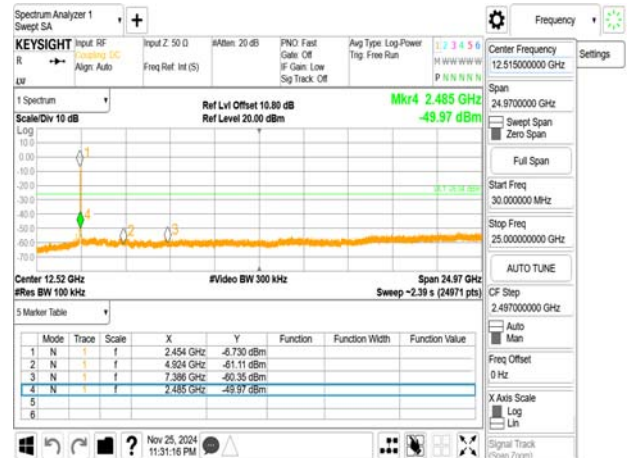 Spectrum Analyzer 1
Swept SA
+
Frequency
KEYSIGHT Input: RF Input Z: 50 Ω #Atten: 20 dB PNO: Fast Avg Type: Log-Power 1 2 3 4 5 6
R Coupling: DC Gate: Off Trig: Free Run M W W W W W
Align: Auto Freq Ref: Int (S) IF Gain: Low P N N N N N
Sig Track: Off
1 Spectrum
Ref Lvl Offset 10.80 dB
Mkr4 2.485 GHz
Scale/Div 10 dB
Ref Level 20.00 dBm
-49.97 dBm
Log
10.0
0.00
-10.0
-20.0
-30.0
-40.0
-50.0
-60.0
-70.0
1
4
2
3
Center 12.52 GHz #Video BW 300 kHz Span 24.97 GHz
#Res BW 100 kHz Sweep ~2.39 s (24971 pts)
5 Marker Table
Mode Trace Scale X Y Function Function Width Function Value
1 N 1 f 2.454 GHz -6.730 dBm
2 N 1 f 4.924 GHz -61.11 dBm
3 N 1 f 7.386 GHz -60.35 dBm
4 N 1 f 2.485 GHz -49.97 dBm
5
6
?
Nov 25, 2024
11:31:16 PM
Center Frequency
12.515000000 GHz
Settings
Span
24.9700000 GHz
Swept Span
Zero Span
Full Span
Start Freq
30.000000 MHz
Stop Freq
25.000000000 GHz
AUTO TUNE
CF Step
2.497000000 GHz
Auto
Man
Freq Offset
0 Hz
X Axis Scale
Log
Lin
Signal Track
(Span Zoom)